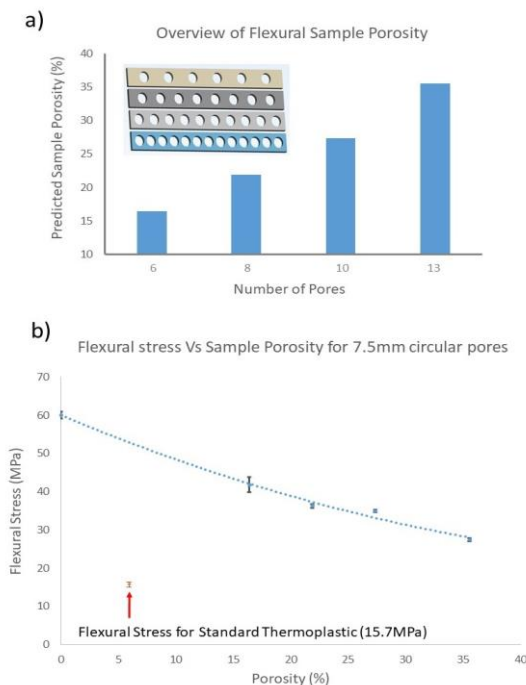 a)
Overview of Flexural Sample Porosity
Predicted Sample Porosity (%)
40
35
30
25
20
15
10
6 8 10 13
Number of Pores
b)
Flexural stress Vs Sample Porosity for 7.5mm circular pores
Flexural Stress (MPa)
70
60
50
40
30
20
10
0
Flexural Stress for Standard Thermoplastic (15.7MPa)
0 5 10 15 20 25 30 35 40
Porosity (%)